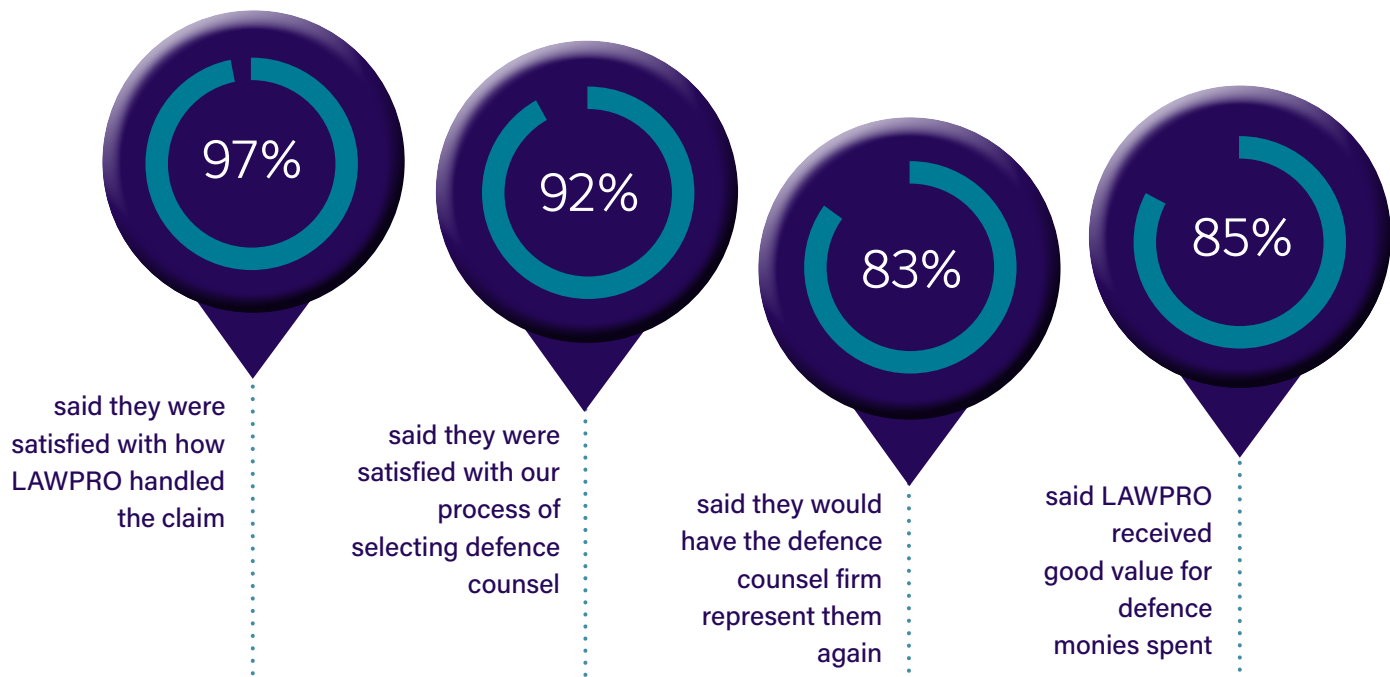 97%
said they were
satisfied with how
LAWPRO handled
the claim
92%
said they were
satisfied with our
process of
selecting defence
counsel
83%
said they would
have the defence
counsel firm
represent them
again
85%
said LAWPRO
received
good value for
defence
monies spent